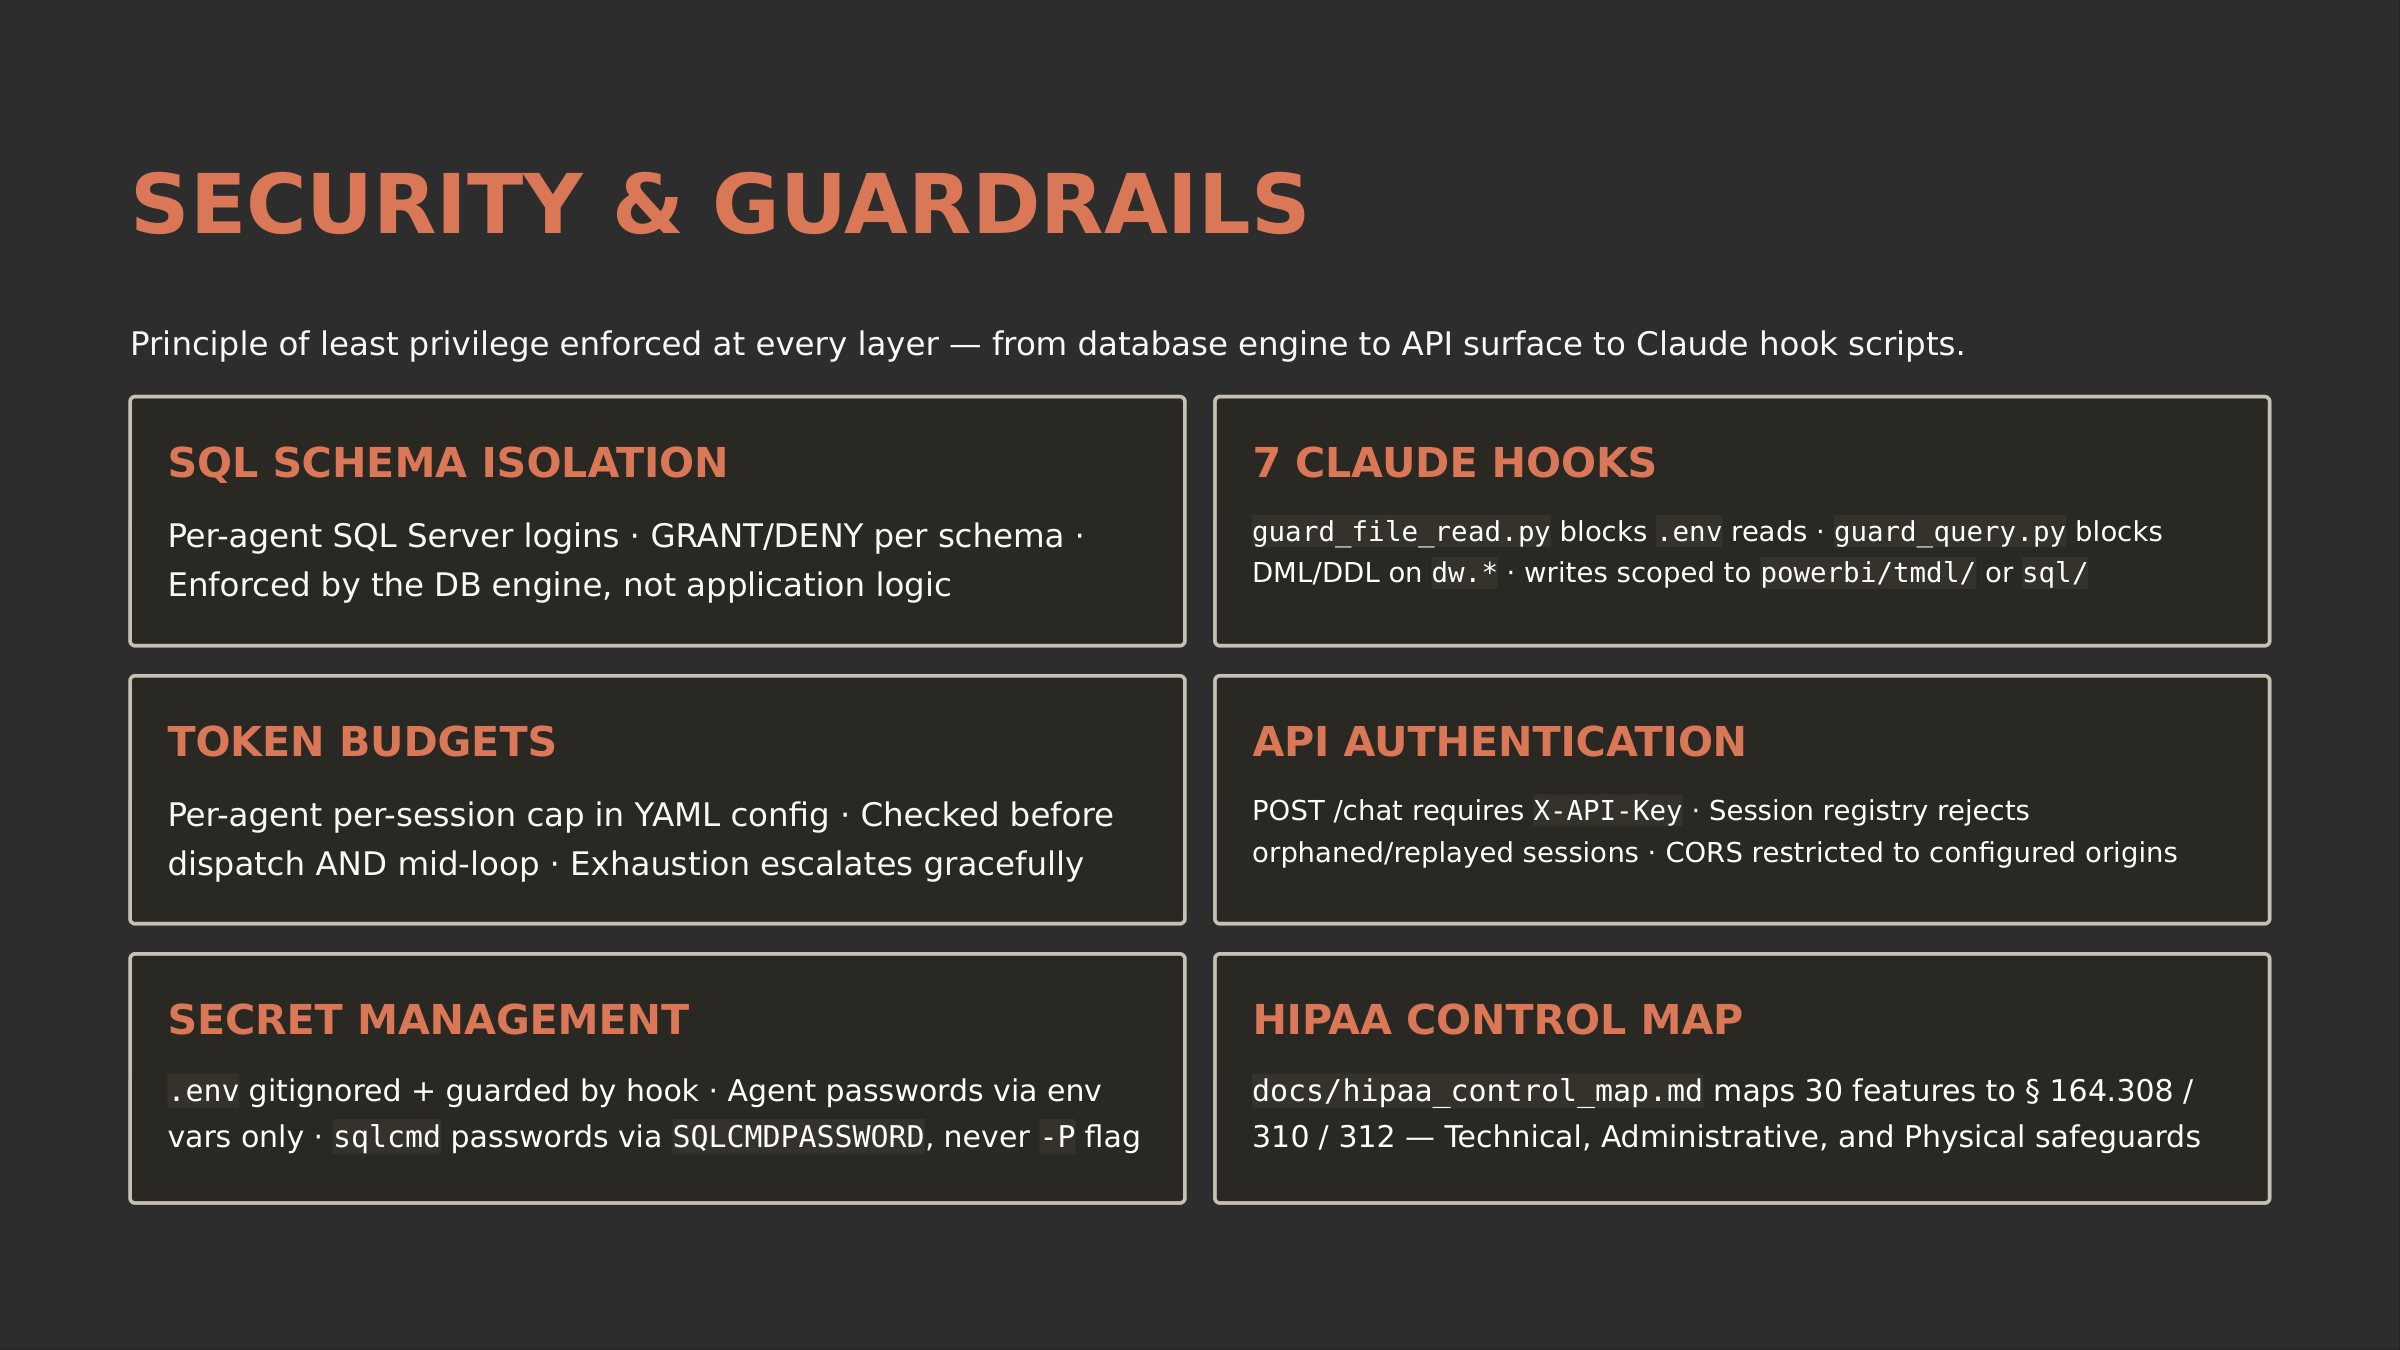 SECURITY & GUARDRAILS
Principle of least privilege enforced at every layer — from database engine to API surface to Claude hook scripts.
SQL SCHEMA ISOLATION
Per-agent SQL Server logins · GRANT/DENY per schema ·
Enforced by the DB engine, not application logic
7 CLAUDE HOOKS
guard_file_read.py blocks .env reads · guard_query.py blocks
DML/DDL on dw.* · writes scoped to powerbi/tmdl/ or sql/
TOKEN BUDGETS
Per-agent per-session cap in YAML config · Checked before
dispatch AND mid-loop · Exhaustion escalates gracefully
API AUTHENTICATION
POST /chat requires X-API-Key · Session registry rejects
orphaned/replayed sessions · CORS restricted to configured origins
SECRET MANAGEMENT
.env gitignored + guarded by hook · Agent passwords via env
vars only · sqlcmd passwords via SQLCMDPASSWORD, never -P flag
HIPAA CONTROL MAP
docs/hipaa_control_map.md maps 30 features to § 164.308 /
310 / 312 — Technical, Administrative, and Physical safeguards